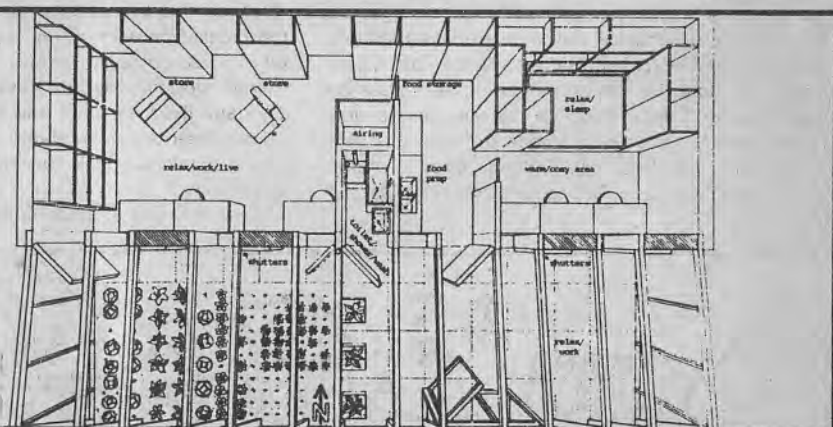 store
store
food storage
relax/
sleep
airing
relax/work/live
food
prep
warm/cosy area
toilet/
shower/wash
shutters
shutters
relax/
work
N